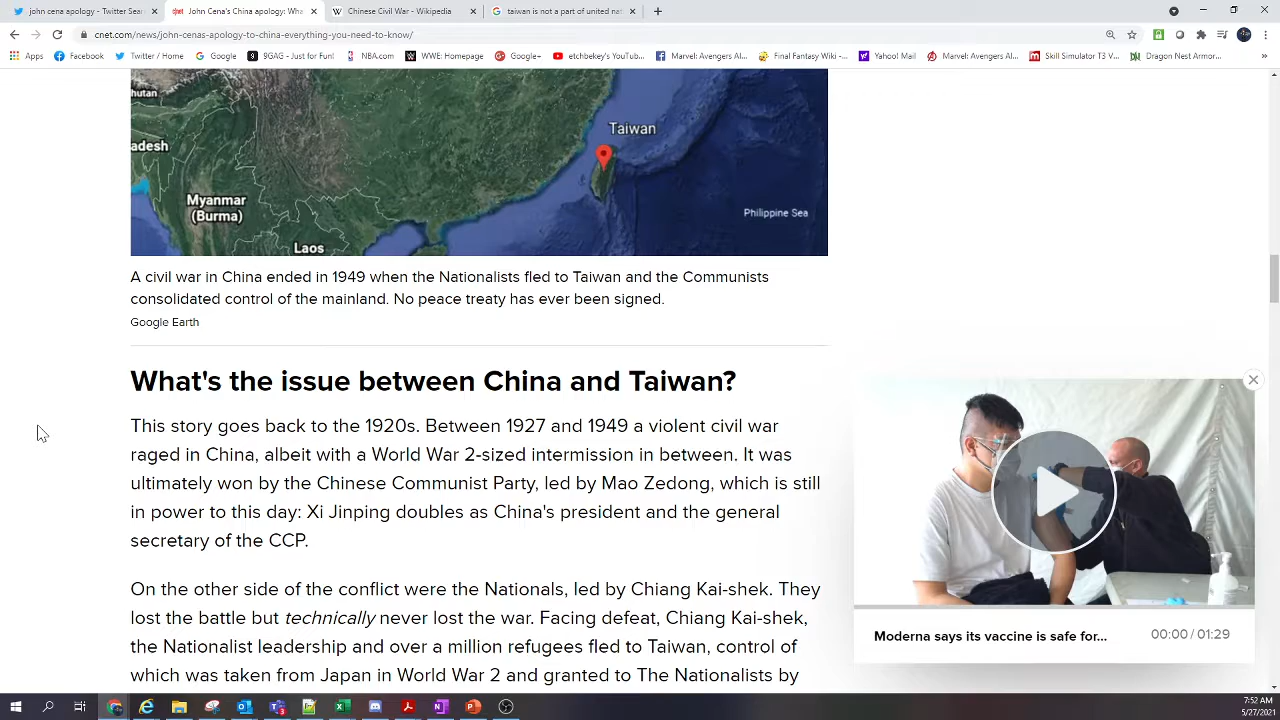 john cena apology - Twitter Sear
John Cena's China apology: Wha
Chinese Civil War - Wikipedia
taiwan is not a part of united nat
cnet.com/news/john-cenas-apology-to-china-everything-you-need-to-know/
Apps
Facebook
Twitter / Home
Google
9GAG - Just for Fun!
NBA.com
WWE: Homepage
Google+
etchbekey's YouTub...
Marvel: Avengers Al...
Final Fantasy Wiki -...
Yahoo! Mail
Marvel: Avengers Al...
Skill Simulator T3 V...
Dragon Nest Armor...
hutan
adesh
Taiwan
Myanmar
(Burma)
Philippine Sea
Laos
A civil war in China ended in 1949 when the Nationalists fled to Taiwan and the Communists
consolidated control of the mainland. No peace treaty has ever been signed.
Google Earth
What's the issue between China and Taiwan?
This story goes back to the 1920s. Between 1927 and 1949 a violent civil war
raged in China, albeit with a World War 2-sized intermission in between. It was
ultimately won by the Chinese Communist Party, led by Mao Zedong, which is still
in power to this day: Xi Jinping doubles as China's president and the general
secretary of the CCP.
On the other side of the conflict were the Nationals, led by Chiang Kai-shek. They
lost the battle but technically never lost the war. Facing defeat, Chiang Kai-shek,
the Nationalist leadership and over a million refugees fled to Taiwan, control of
which was taken from Japan in World War 2 and granted to The Nationalists by
Moderna says its vaccine is safe for...
00:00 / 01:29
7:52 AM
5/27/2021